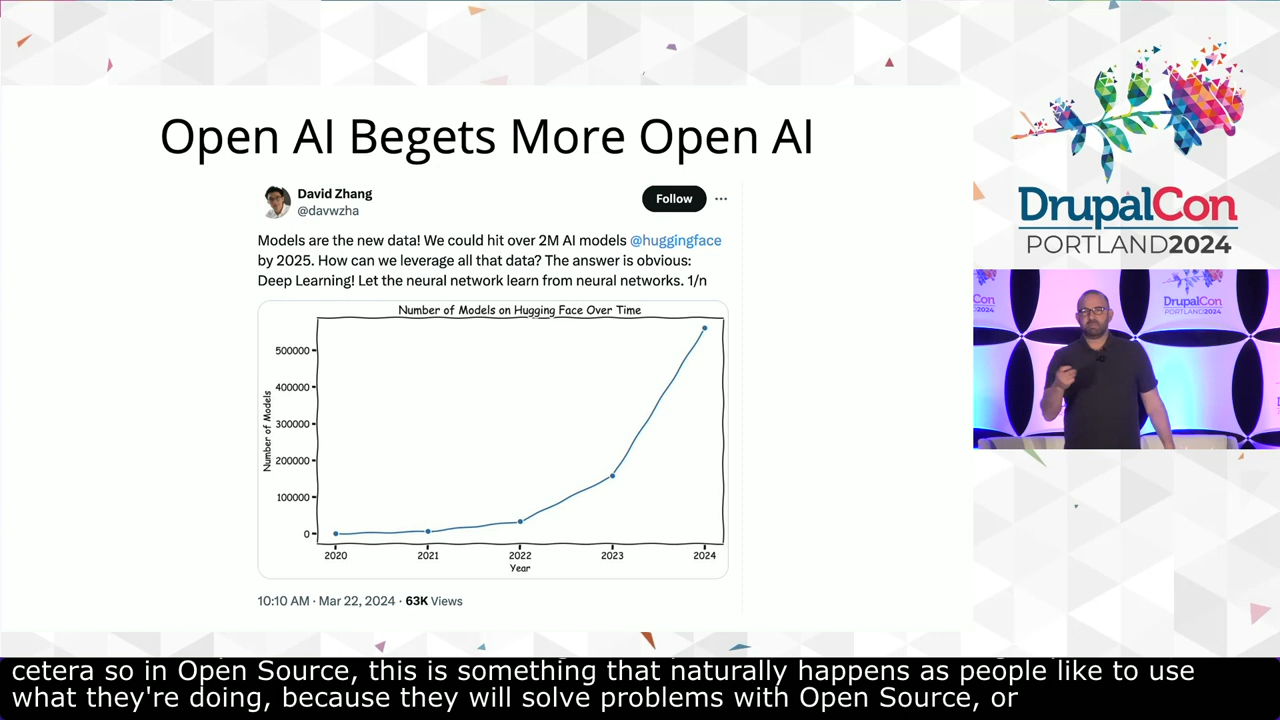 Open AI Begets More Open AI
David Zhang
@davwzha
Follow
Models are the new data! We could hit over 2M AI models @huggingface
by 2025. How can we leverage all that data? The answer is obvious:
Deep Learning! Let the neural network learn from neural networks. 1/n
Number of Models on Hugging Face Over Time
Number of Models
500000
400000
300000
200000
100000
0
2020
2021
2022
2023
2024
Year
10:10 AM · Mar 22, 2024 · 63K Views
DrupalCon
PORTLAND2024
DrupalCon
PORTLAND2024
cetera so in Open Source, this is something that naturally happens as people like to use
what they're doing, because they will solve problems with Open Source, or